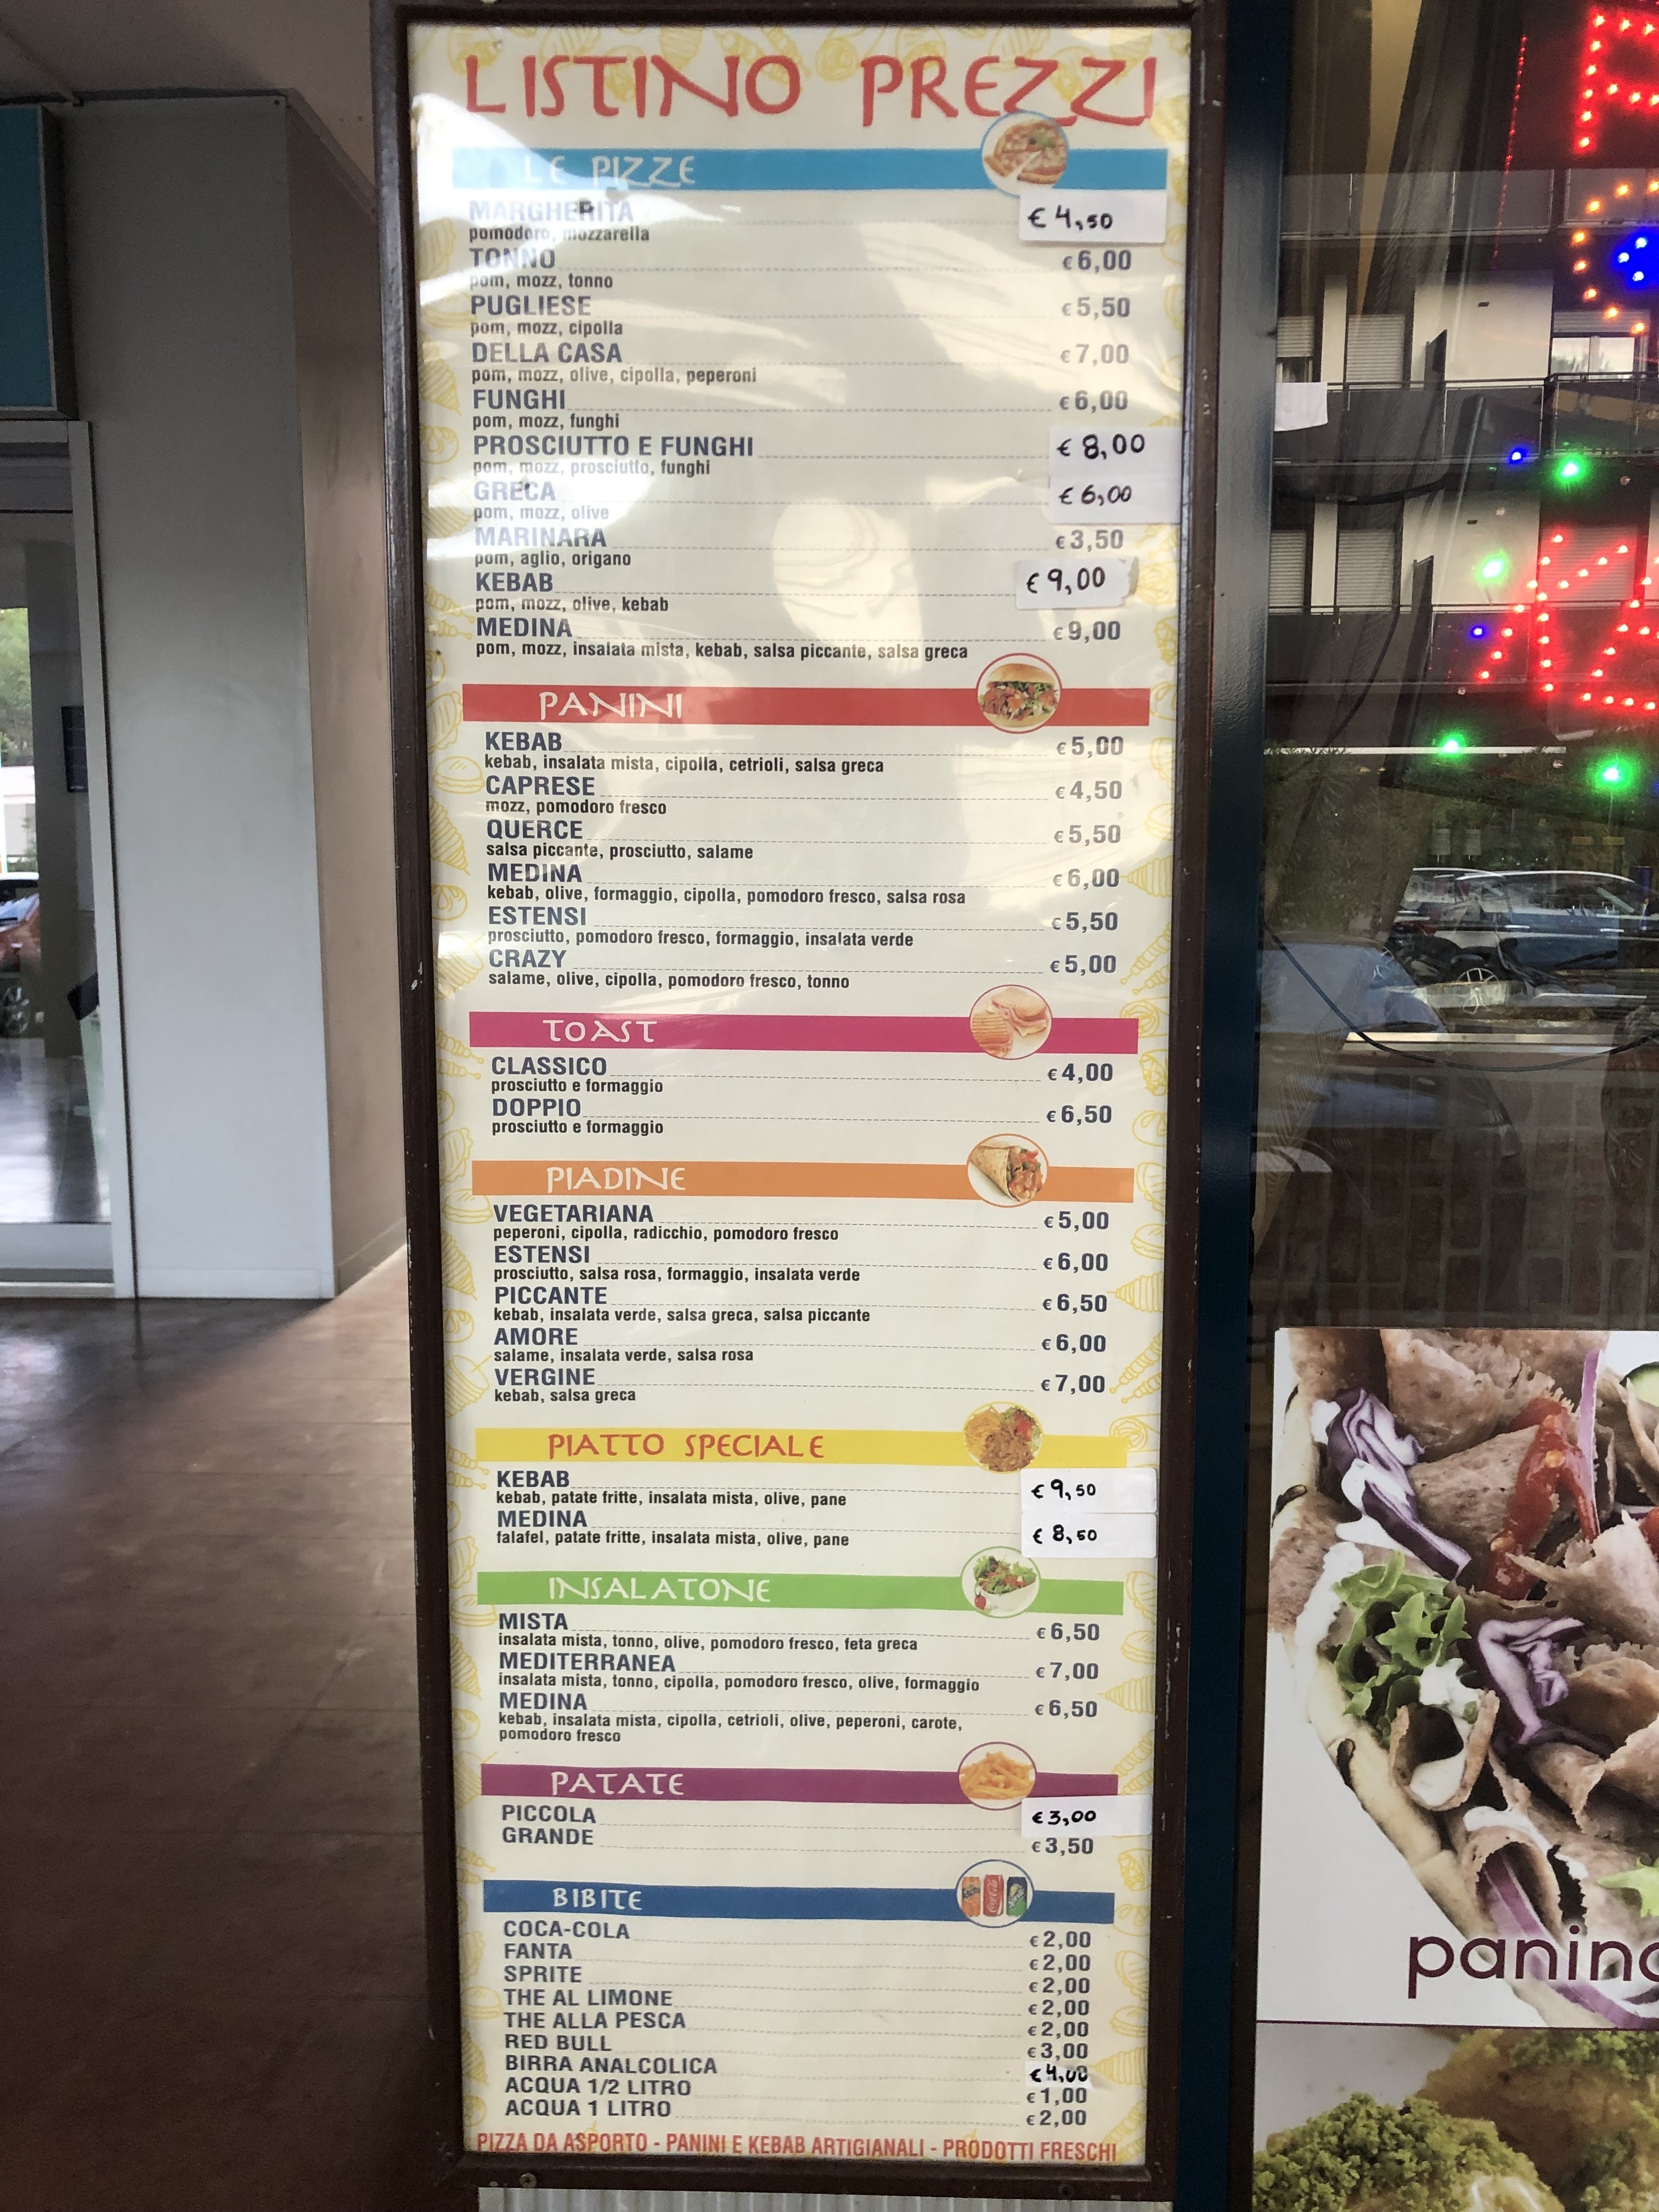 LISTINO PREZZI
LE PIZZE
MARGHERITA € 4,50
pomodoro, mozzarella
TONNO € 6,00
pom, mozz, tonno
PUGLIESE € 5,50
pom, mozz, cipolla
DELLA CASA € 7,00
pom, mozz, olive, cipolla, peperoni
FUNGHI € 6,00
pom, mozz, funghi
PROSCIUTTO E FUNGHI € 8,00
pom, mozz, prosciutto, funghi
GRECA € 6,00
pom, mozz, olive
MARINARA € 3,50
pom, aglio, origano
KEBAB € 9,00
pom, mozz, olive, kebab
MEDINA € 9,00
pom, mozz, insalata mista, kebab, salsa piccante, salsa greca
PANINI
KEBAB € 5,00
kebab, insalata mista, cipolla, cetrioli, salsa greca
CAPRESE € 4,50
mozz, pomodoro fresco
QUERCE € 5,50
salsa piccante, prosciutto, salame
MEDINA € 6,00
kebab, olive, formaggio, cipolla, pomodoro fresco, salsa rosa
ESTENSI € 5,50
prosciutto, pomodoro fresco, formaggio, insalata verde
CRAZY € 5,00
salame, olive, cipolla, pomodoro fresco, tonno
TOAST
CLASSICO € 4,00
prosciutto e formaggio
DOPPIO € 6,50
prosciutto e formaggio
PIADINE
VEGETARIANA € 5,00
peperoni, cipolla, radicchio, pomodoro fresco
ESTENSI € 6,00
prosciutto, salsa rosa, formaggio, insalata verde
PICCANTE € 6,50
kebab, insalata verde, salsa greca, salsa piccante
AMORE € 6,00
salame, insalata verde, salsa rosa
VERGINE € 7,00
kebab, salsa greca
PIATTO SPECIALE
KEBAB € 9,50
kebab, patate fritte, insalata mista, olive, pane
MEDINA € 8,50
falafel, patate fritte, insalata mista, olive, pane
INSALATONE
MISTA € 6,50
insalata mista, tonno, olive, pomodoro fresco, feta greca
MEDITERRANEA € 7,00
insalata mista, tonno, cipolla, pomodoro fresco, olive, formaggio
MEDINA € 6,50
kebab, insalata mista, cipolla, cetrioli, olive, peperoni, carote,
pomodoro fresco
PATATE
PICCOLA € 3,00
GRANDE € 3,50
BIBITE
COCA-COLA € 2,00
FANTA € 2,00
SPRITE € 2,00
THE AL LIMONE € 2,00
THE ALLA PESCA € 2,00
RED BULL € 3,00
BIRRA ANALCOLICA € 4,00
ACQUA 1/2 LITRO € 1,00
ACQUA 1 LITRO € 2,00
PIZZA DA ASPORTO - PANINI E KEBAB ARTIGIANALI - PRODOTTI FRESCHI